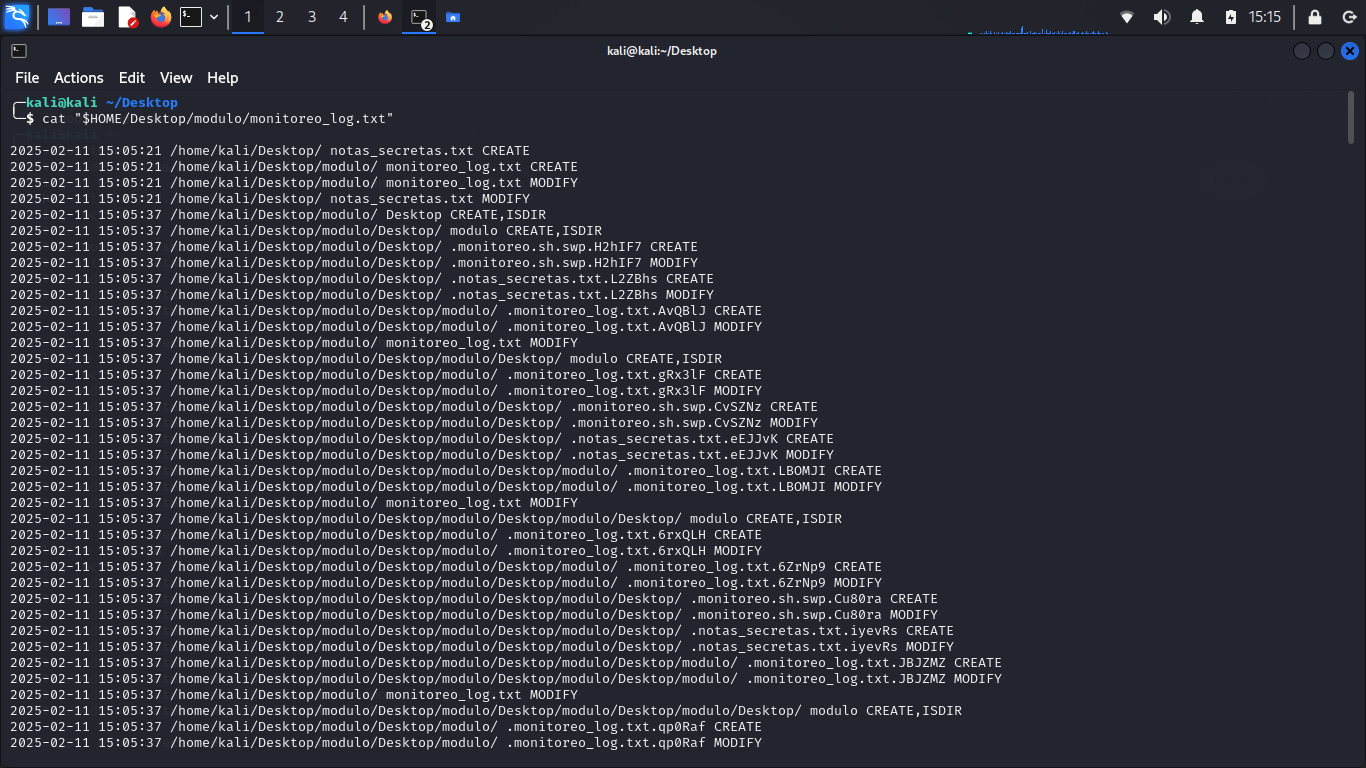 1 2 3 4 2 15:15
kali@kali:~/Desktop
File Actions Edit View Help
kali@kali ~/Desktop
$ cat "$HOME/Desktop/modulo/monitoreo_log.txt"
2025-02-11 15:05:21 /home/kali/Desktop/ notas_secretas.txt CREATE
2025-02-11 15:05:21 /home/kali/Desktop/modulo/ monitoreo_log.txt CREATE
2025-02-11 15:05:21 /home/kali/Desktop/modulo/ monitoreo_log.txt MODIFY
2025-02-11 15:05:21 /home/kali/Desktop/ notas_secretas.txt MODIFY
2025-02-11 15:05:37 /home/kali/Desktop/modulo/ Desktop CREATE,ISDIR
2025-02-11 15:05:37 /home/kali/Desktop/modulo/Desktop/ modulo CREATE,ISDIR
2025-02-11 15:05:37 /home/kali/Desktop/modulo/Desktop/ .monitoreo.sh.swp.H2hIF7 CREATE
2025-02-11 15:05:37 /home/kali/Desktop/modulo/Desktop/ .monitoreo.sh.swp.H2hIF7 MODIFY
2025-02-11 15:05:37 /home/kali/Desktop/modulo/Desktop/ .notas_secretas.txt.L2ZBhs CREATE
2025-02-11 15:05:37 /home/kali/Desktop/modulo/Desktop/ .notas_secretas.txt.L2ZBhs MODIFY
2025-02-11 15:05:37 /home/kali/Desktop/modulo/Desktop/modulo/ .monitoreo_log.txt.AvQBlJ CREATE
2025-02-11 15:05:37 /home/kali/Desktop/modulo/Desktop/modulo/ .monitoreo_log.txt.AvQBlJ MODIFY
2025-02-11 15:05:37 /home/kali/Desktop/modulo/ monitoreo_log.txt MODIFY
2025-02-11 15:05:37 /home/kali/Desktop/modulo/Desktop/modulo/Desktop/ modulo CREATE,ISDIR
2025-02-11 15:05:37 /home/kali/Desktop/modulo/Desktop/modulo/ .monitoreo_log.txt.gRx3lF CREATE
2025-02-11 15:05:37 /home/kali/Desktop/modulo/Desktop/modulo/ .monitoreo_log.txt.gRx3lF MODIFY
2025-02-11 15:05:37 /home/kali/Desktop/modulo/Desktop/modulo/Desktop/ .monitoreo.sh.swp.CvSZNz CREATE
2025-02-11 15:05:37 /home/kali/Desktop/modulo/Desktop/modulo/Desktop/ .monitoreo.sh.swp.CvSZNz MODIFY
2025-02-11 15:05:37 /home/kali/Desktop/modulo/Desktop/modulo/Desktop/ .notas_secretas.txt.eEJJvK CREATE
2025-02-11 15:05:37 /home/kali/Desktop/modulo/Desktop/modulo/Desktop/ .notas_secretas.txt.eEJJvK MODIFY
2025-02-11 15:05:37 /home/kali/Desktop/modulo/Desktop/modulo/Desktop/modulo/ .monitoreo_log.txt.LBOMJI CREATE
2025-02-11 15:05:37 /home/kali/Desktop/modulo/Desktop/modulo/Desktop/modulo/ .monitoreo_log.txt.LBOMJI MODIFY
2025-02-11 15:05:37 /home/kali/Desktop/modulo/ monitoreo_log.txt MODIFY
2025-02-11 15:05:37 /home/kali/Desktop/modulo/Desktop/modulo/Desktop/modulo/Desktop/ modulo CREATE,ISDIR
2025-02-11 15:05:37 /home/kali/Desktop/modulo/Desktop/modulo/ .monitoreo_log.txt.6rxQLH CREATE
2025-02-11 15:05:37 /home/kali/Desktop/modulo/Desktop/modulo/ .monitoreo_log.txt.6rxQLH MODIFY
2025-02-11 15:05:37 /home/kali/Desktop/modulo/Desktop/modulo/Desktop/modulo/ .monitoreo_log.txt.6ZrNp9 CREATE
2025-02-11 15:05:37 /home/kali/Desktop/modulo/Desktop/modulo/Desktop/modulo/ .monitoreo_log.txt.6ZrNp9 MODIFY
2025-02-11 15:05:37 /home/kali/Desktop/modulo/Desktop/modulo/Desktop/modulo/Desktop/ .monitoreo.sh.swp.Cu80ra CREATE
2025-02-11 15:05:37 /home/kali/Desktop/modulo/Desktop/modulo/Desktop/modulo/Desktop/ .monitoreo.sh.swp.Cu80ra MODIFY
2025-02-11 15:05:37 /home/kali/Desktop/modulo/Desktop/modulo/Desktop/modulo/Desktop/ .notas_secretas.txt.iyevRs CREATE
2025-02-11 15:05:37 /home/kali/Desktop/modulo/Desktop/modulo/Desktop/modulo/Desktop/ .notas_secretas.txt.iyevRs MODIFY
2025-02-11 15:05:37 /home/kali/Desktop/modulo/Desktop/modulo/Desktop/modulo/Desktop/modulo/ .monitoreo_log.txt.JBJZMZ CREATE
2025-02-11 15:05:37 /home/kali/Desktop/modulo/Desktop/modulo/Desktop/modulo/Desktop/modulo/ .monitoreo_log.txt.JBJZMZ MODIFY
2025-02-11 15:05:37 /home/kali/Desktop/modulo/ monitoreo_log.txt MODIFY
2025-02-11 15:05:37 /home/kali/Desktop/modulo/Desktop/modulo/Desktop/modulo/Desktop/modulo/Desktop/ modulo CREATE,ISDIR
2025-02-11 15:05:37 /home/kali/Desktop/modulo/Desktop/modulo/ .monitoreo_log.txt.qp0Raf CREATE
2025-02-11 15:05:37 /home/kali/Desktop/modulo/Desktop/modulo/ .monitoreo_log.txt.qp0Raf MODIFY